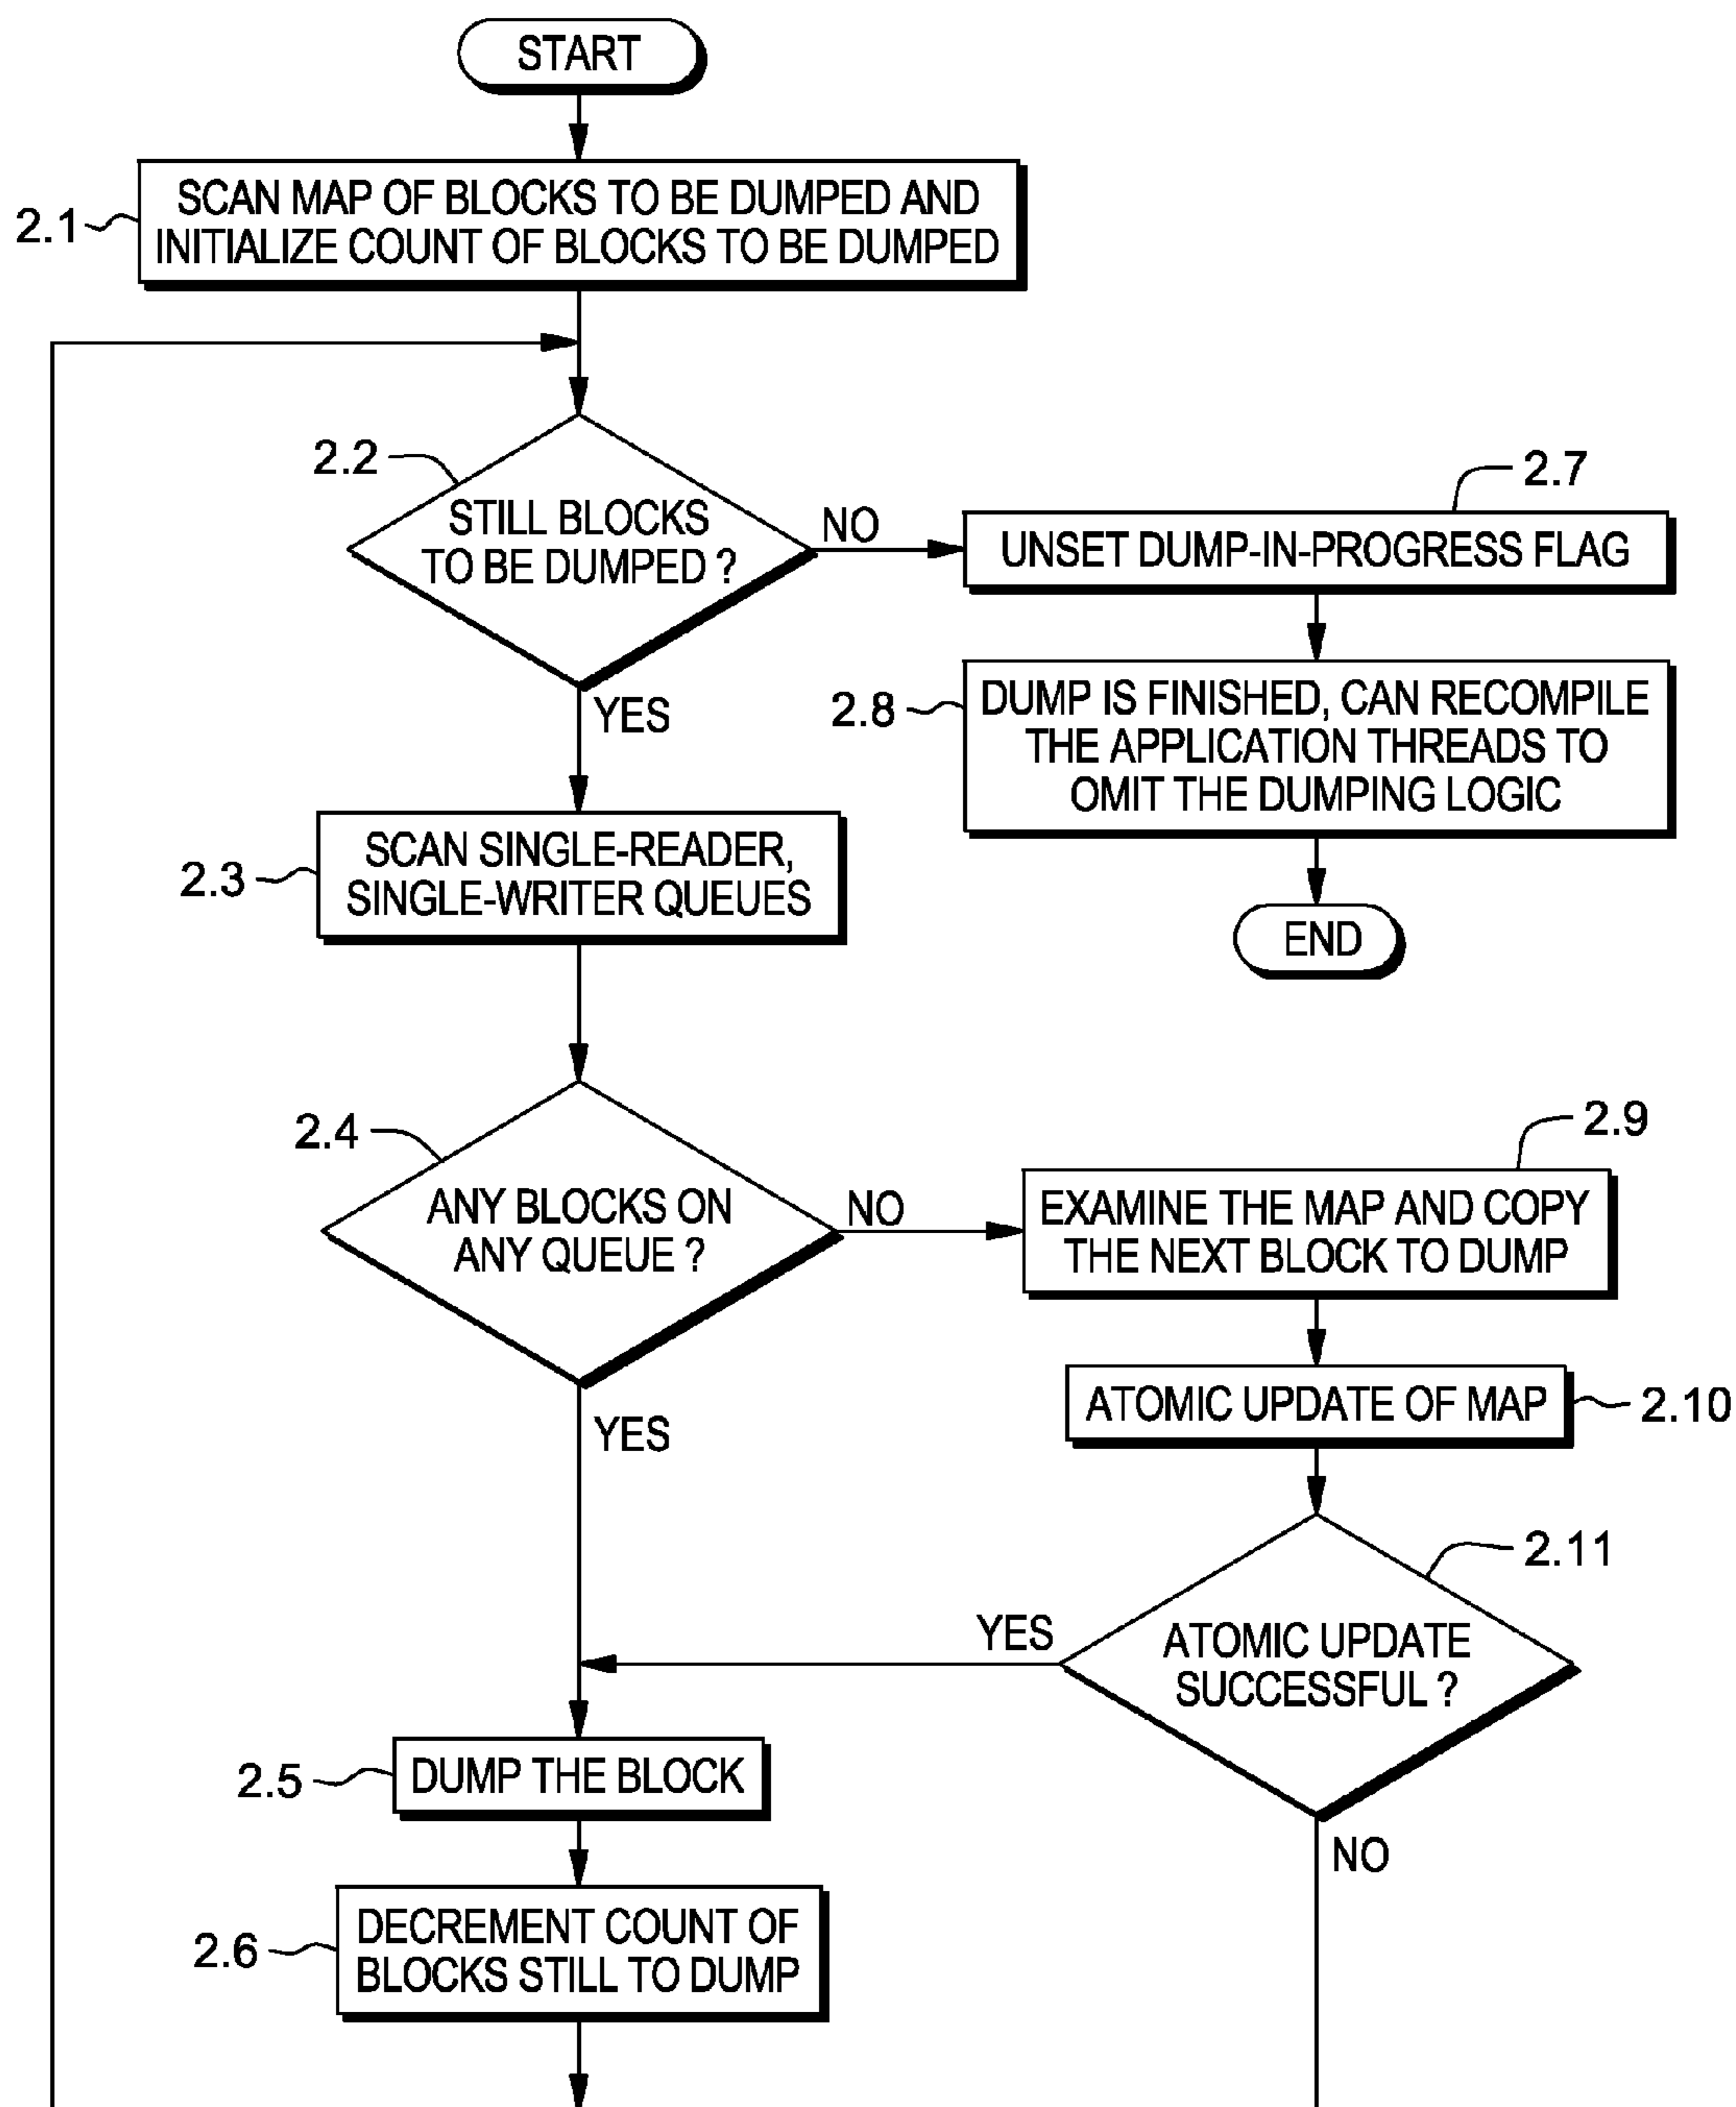 START
2.1
SCAN MAP OF BLOCKS TO BE DUMPED AND
INITIALIZE COUNT OF BLOCKS TO BE DUMPED
2.2
STILL BLOCKS
TO BE DUMPED ?
NO
YES
2.7
UNSET DUMP-IN-PROGRESS FLAG
2.8
DUMP IS FINISHED, CAN RECOMPILE
THE APPLICATION THREADS TO
OMIT THE DUMPING LOGIC
END
2.3
SCAN SINGLE-READER,
SINGLE-WRITER QUEUES
2.4
ANY BLOCKS ON
ANY QUEUE ?
NO
YES
2.9
EXAMINE THE MAP AND COPY
THE NEXT BLOCK TO DUMP
ATOMIC UPDATE OF MAP
2.10
2.11
ATOMIC UPDATE
SUCCESSFUL ?
YES
NO
2.5
DUMP THE BLOCK
2.6
DECREMENT COUNT OF
BLOCKS STILL TO DUMP